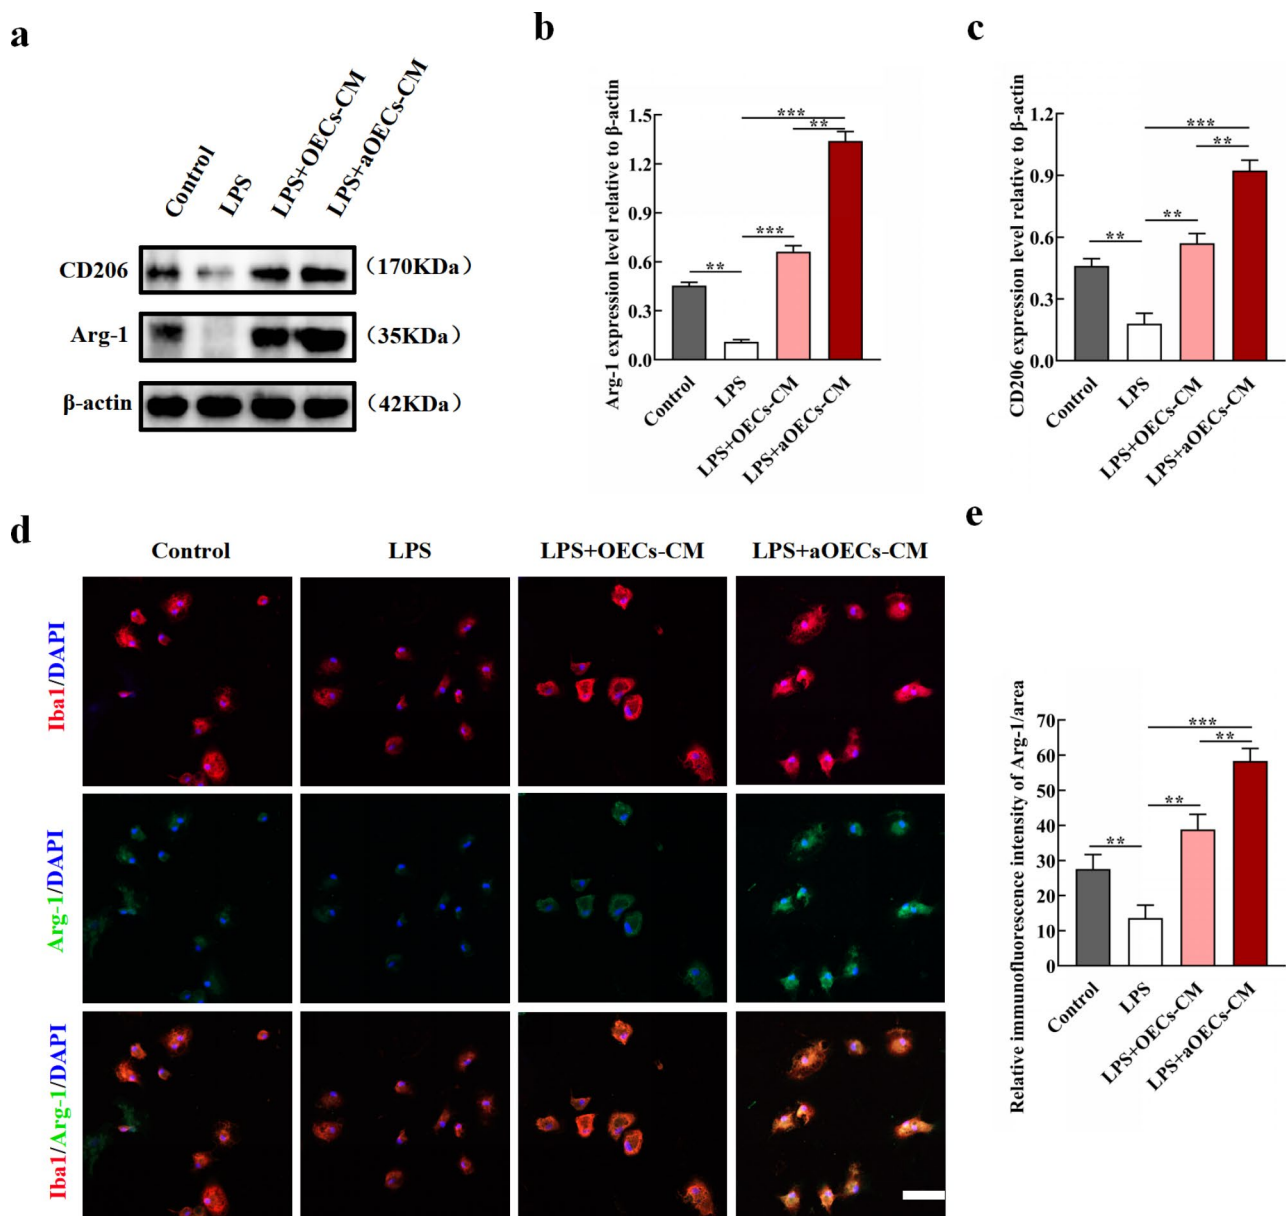 a
Control
LPS
LPS+OECs-CM
LPS+aOECs-CM
CD206
(170KDa)
Arg-1
(35KDa)
β-actin
(42KDa)
b
Arg-1 expression level relative to β-actin
1.5
1.2
0.9
0.6
0.3
0.0
***
**
***
**
Control
LPS
LPS+OECs-CM
LPS+aOECs-CM
c
CD206 expression level relative to β-actin
1.2
0.9
0.6
0.3
0.0
***
**
**
**
Control
LPS
LPS+OECs-CM
LPS+aOECs-CM
d
Control
LPS
LPS+OECs-CM
LPS+aOECs-CM
Iba1/DAPI
Arg-1/DAPI
Iba1/Arg-1/DAPI
e
Relative immunofluorescence intensity of Arg-1/area
70
60
50
40
30
20
10
0
***
**
**
**
Control
LPS
LPS+OECs-CM
LPS+aOECs-CM